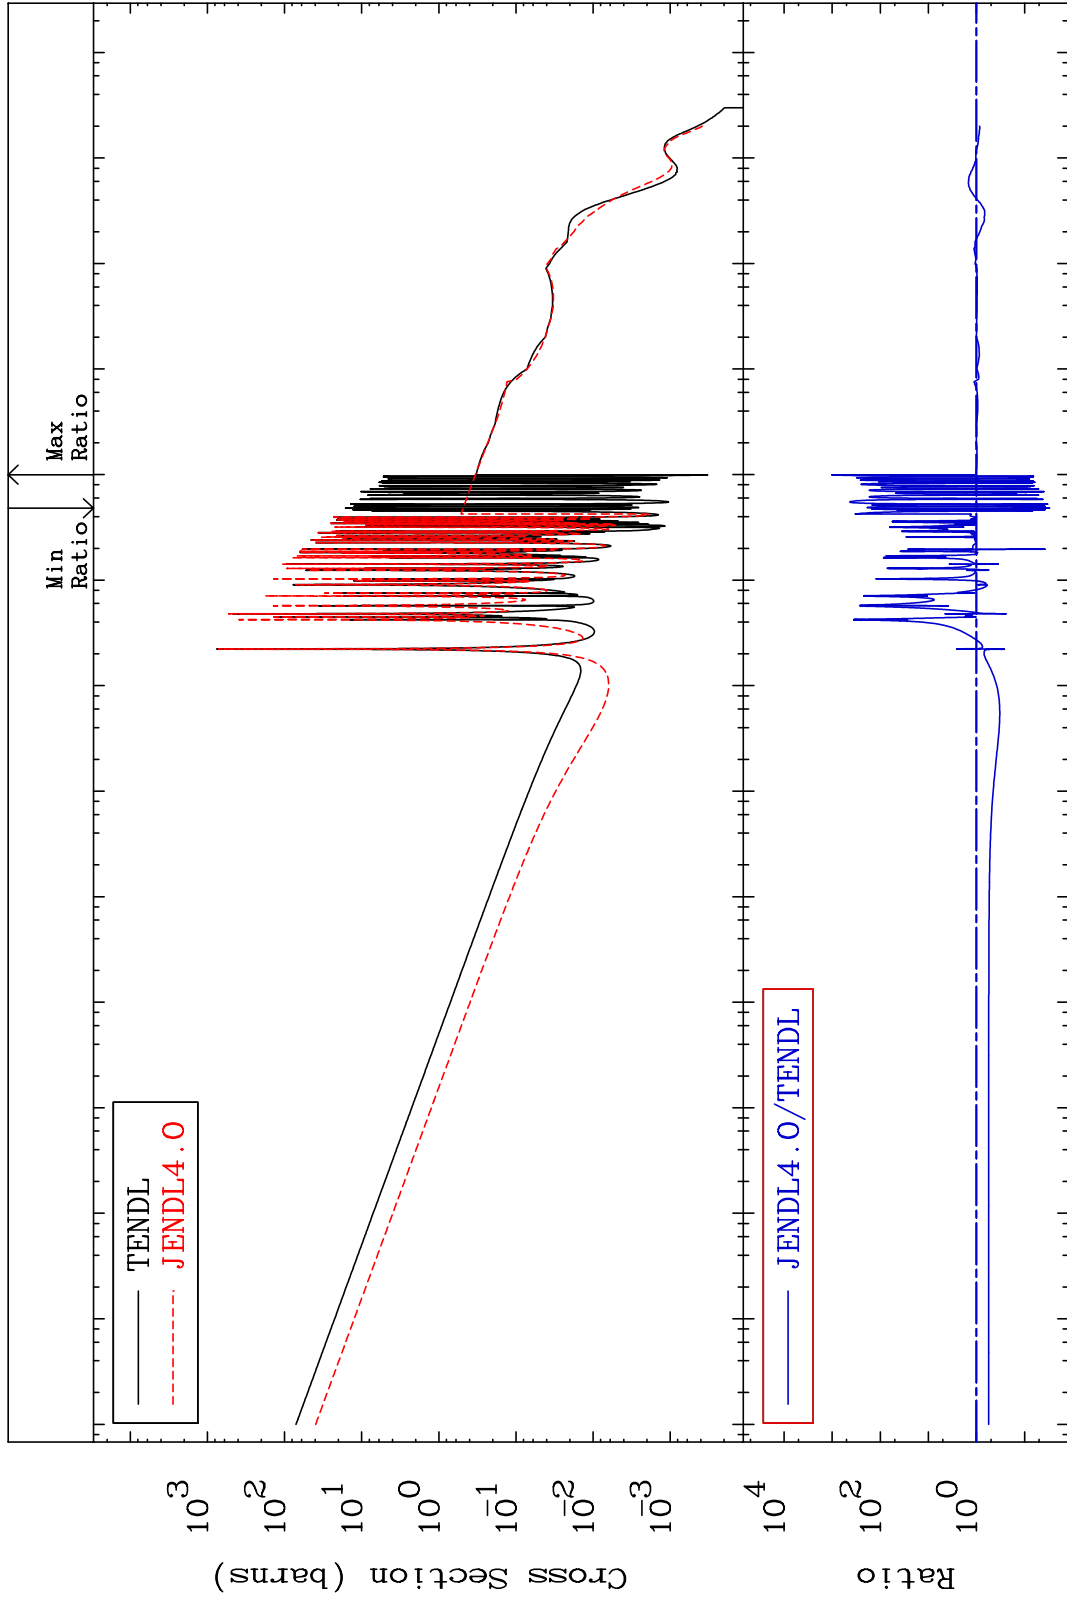 Min
Ratio
Max
Ratio
TENDL
JENDL4.0
10^3
10^2
10^1
10^0
10^-1
10^-2
10^-3
Cross Section (barns)
JENDL4.0/TENDL
10^4
10^2
10^0
Ratio